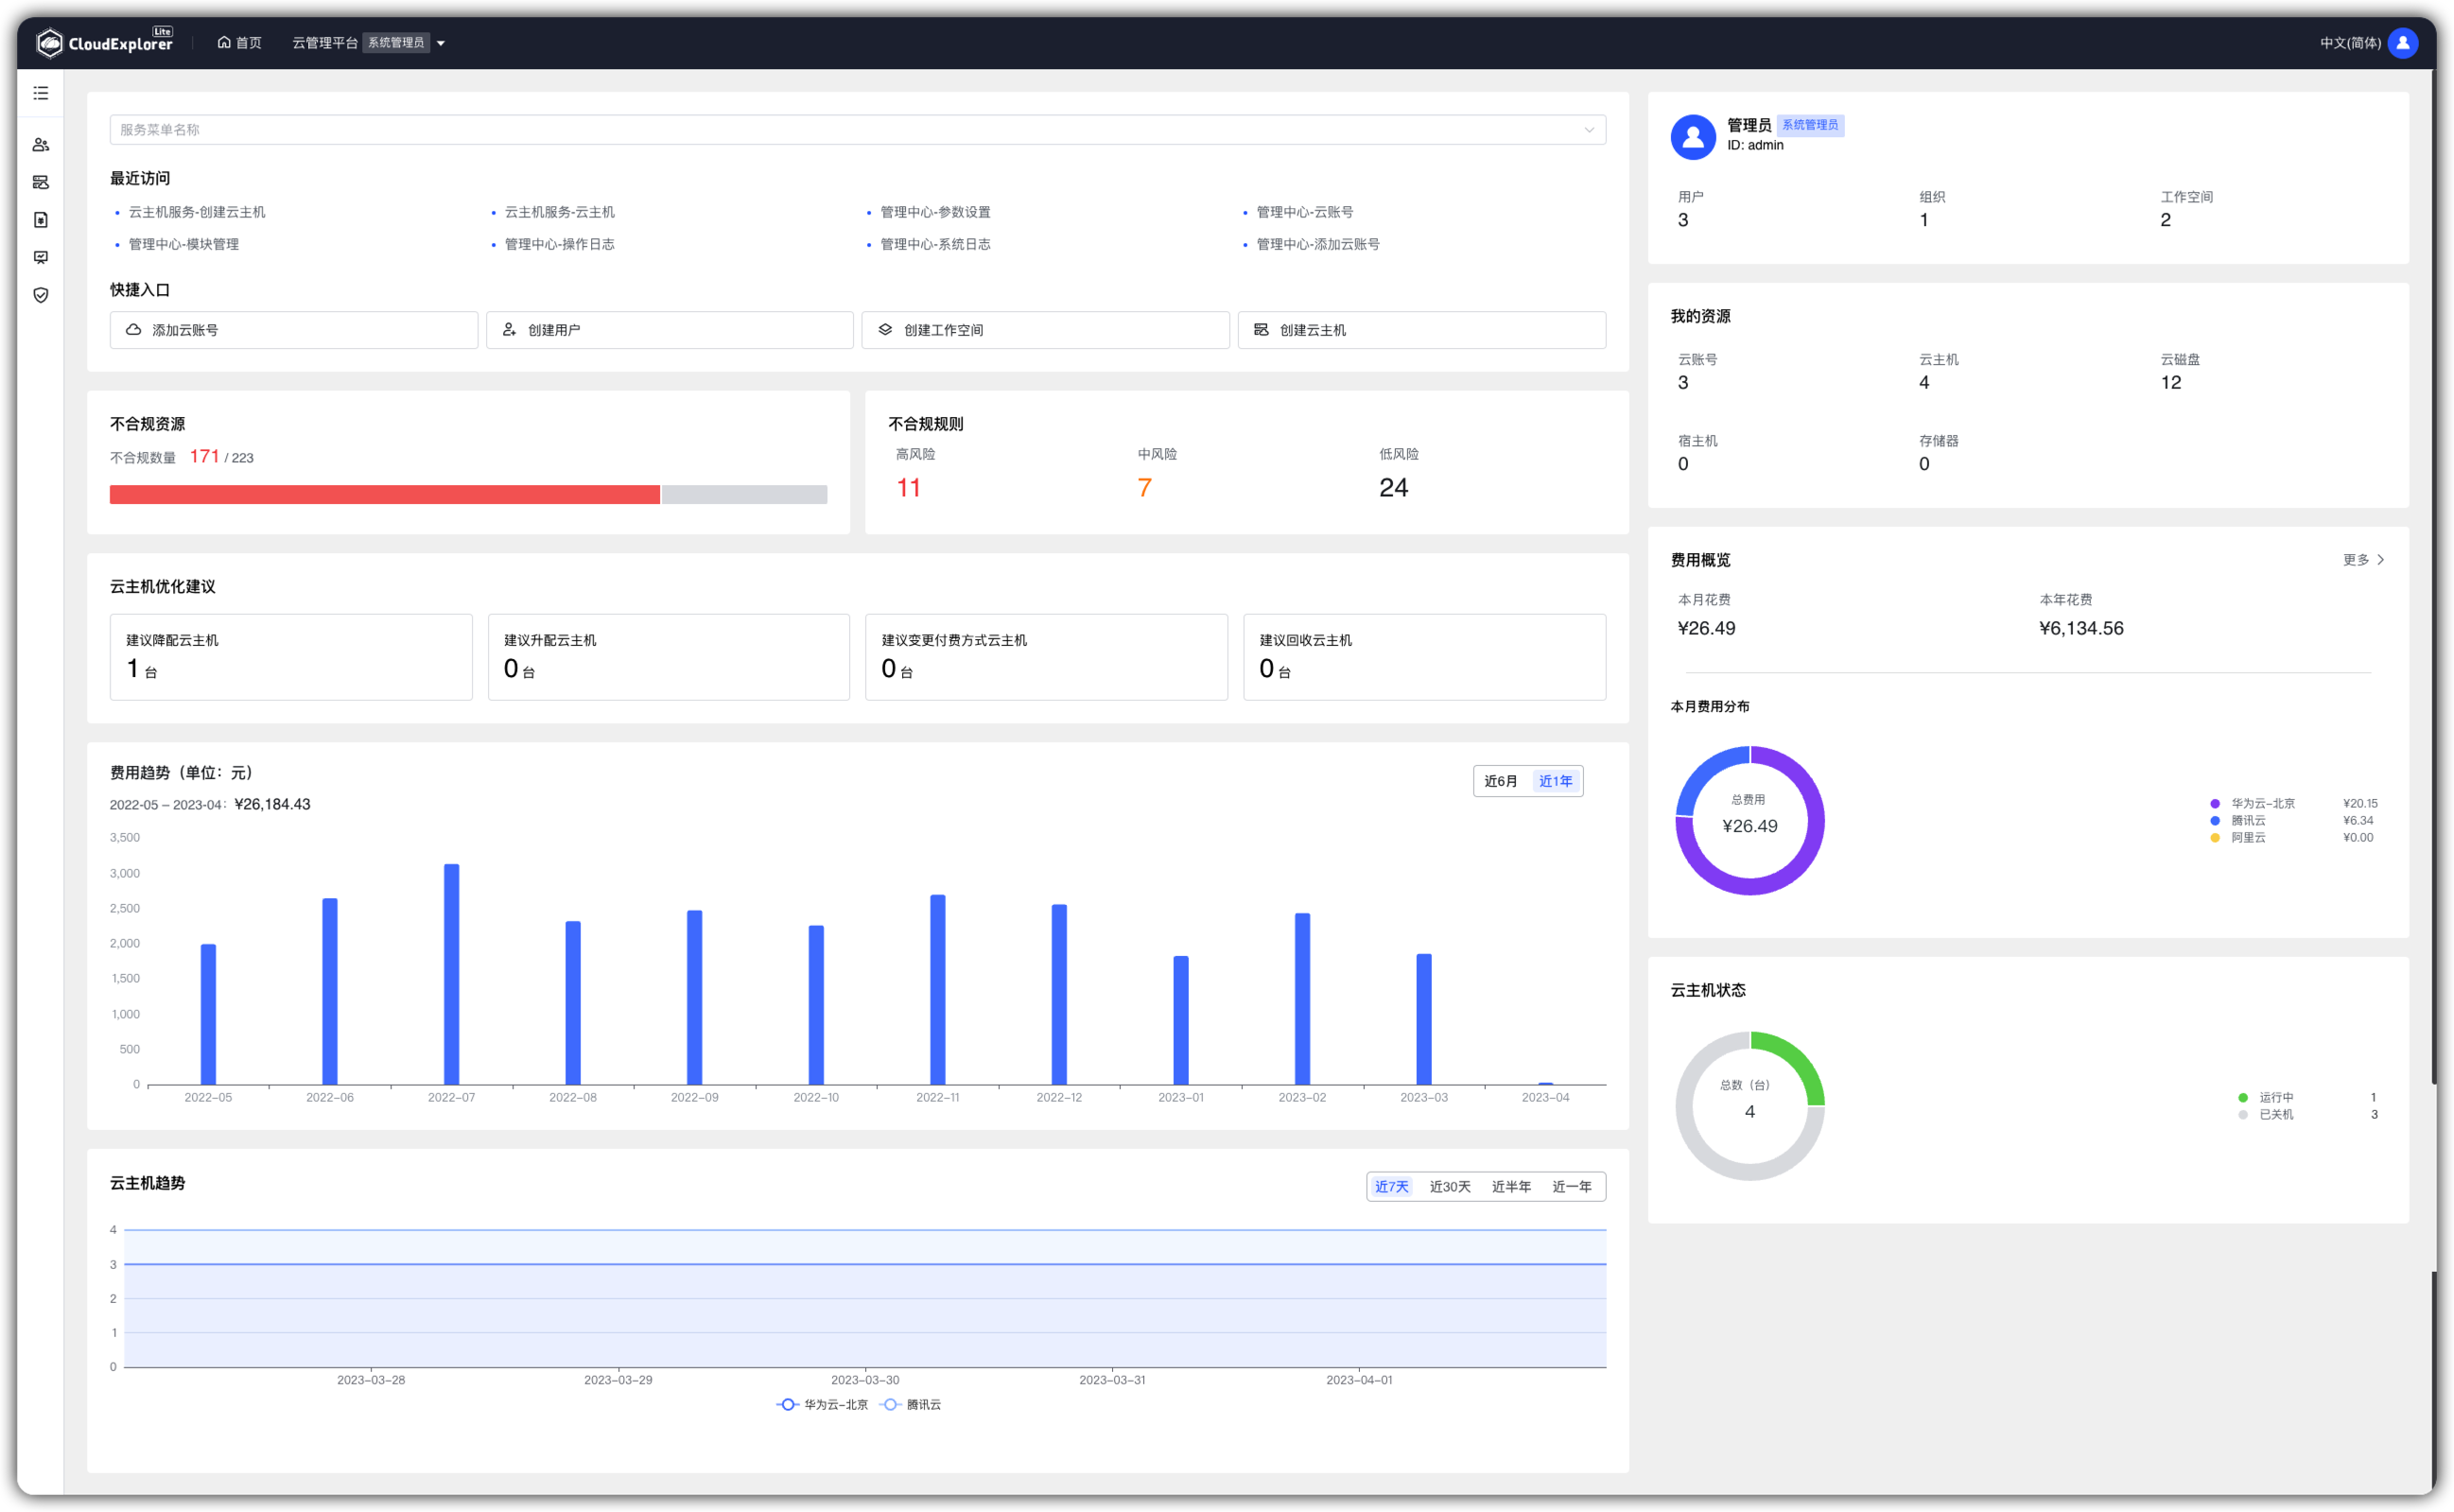 CloudExplorer Lite 首页 云管理平台 系统管理员 中文(简体)
服务菜单名称
最近访问
云主机服务-创建云主机 云主机服务-云主机 管理中心-参数设置 管理中心-云账号
管理中心-模块管理 管理中心-操作日志 管理中心-系统日志 管理中心-添加云账号
快捷入口
添加云账号 创建用户 创建工作空间 创建云主机
不合规资源
不合规数量 171 / 223
不合规规则
高风险 中风险 低风险
11 7 24
云主机优化建议
建议降配云主机 建议升配云主机 建议变更付费方式云主机 建议回收云主机
1 台 0 台 0 台 0 台
费用趋势（单位：元）
近6月 近1年
2022-05 – 2023-04：¥26,184.43
3,500
3,000
2,500
2,000
1,500
1,000
500
0
2022-05 2022-06 2022-07 2022-08 2022-09 2022-10 2022-11 2022-12 2023-01 2023-02 2023-03 2023-04
云主机趋势
近7天 近30天 近半年 近一年
4
3
2
1
0
2023-03-28 2023-03-29 2023-03-30 2023-03-31 2023-04-01
华为云-北京 腾讯云
管理员 系统管理员
ID: admin
用户 组织 工作空间
3 1 2
我的资源
云账号 云主机 云磁盘
3 4 12
宿主机 存储器
0 0
费用概览 更多
本月花费 本年花费
¥26.49 ¥6,134.56
本月费用分布
总费用
¥26.49
华为云-北京 ¥20.15
腾讯云 ¥6.34
阿里云 ¥0.00
云主机状态
总数（台）
4
运行中 1
已关机 3